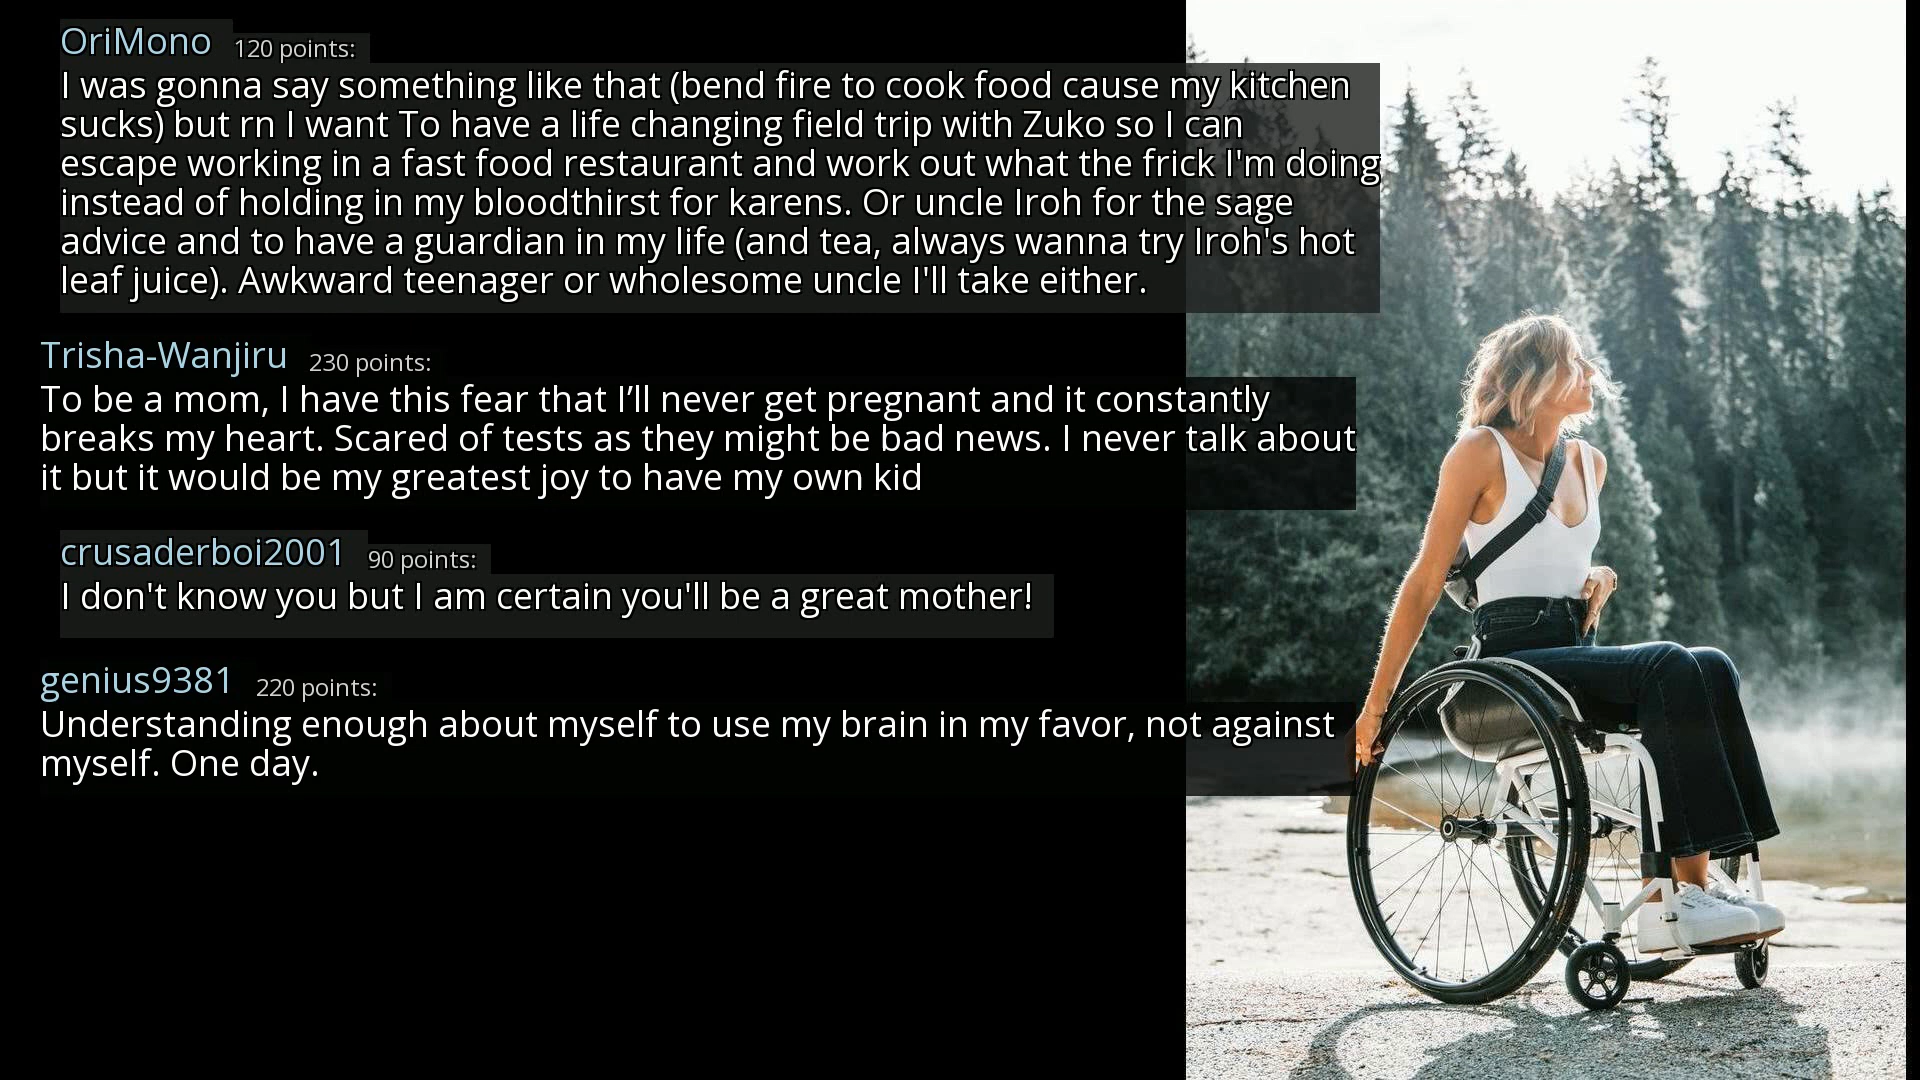 OriMono 120 points:
I was gonna say something like that (bend fire to cook food cause my kitchen
sucks) but rn I want To have a life changing field trip with Zuko so I can
escape working in a fast food restaurant and work out what the frick I'm doing
instead of holding in my bloodthirst for karens. Or uncle Iroh for the sage
advice and to have a guardian in my life (and tea, always wanna try Iroh's hot
leaf juice). Awkward teenager or wholesome uncle I'll take either.
Trisha-Wanjiru 230 points:
To be a mom, I have this fear that I’ll never get pregnant and it constantly
breaks my heart. Scared of tests as they might be bad news. I never talk about
it but it would be my greatest joy to have my own kid
crusaderboi2001 90 points:
I don't know you but I am certain you'll be a great mother!
genius9381 220 points:
Understanding enough about myself to use my brain in my favor, not against
myself. One day.